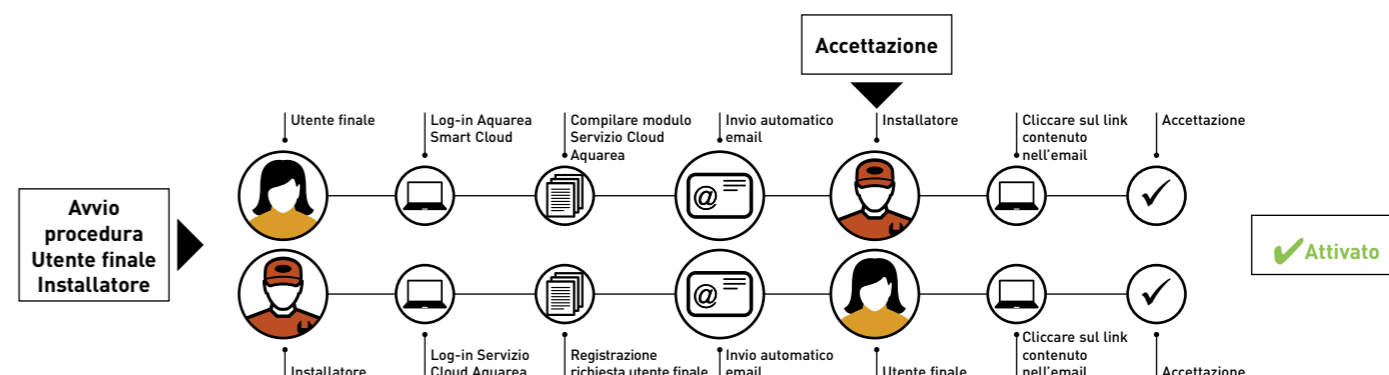 Accettazione
Utente finale
Log-in Aquarea
Smart Cloud
Compilare modulo
Servizio Cloud
Aquarea
Invio automatico
email
Installatore
Cliccare sul link
contenuto
nell'email
Accettazione
Avvio
procedura
Utente finale
Installatore
@
Attivato
@
Installatore
Log-in Servizio
Cloud Aquarea
Registrazione
richiesta utente finale
Invio automatico
email
Utente finale
Cliccare sul link
contenuto
nell'email
Accettazione